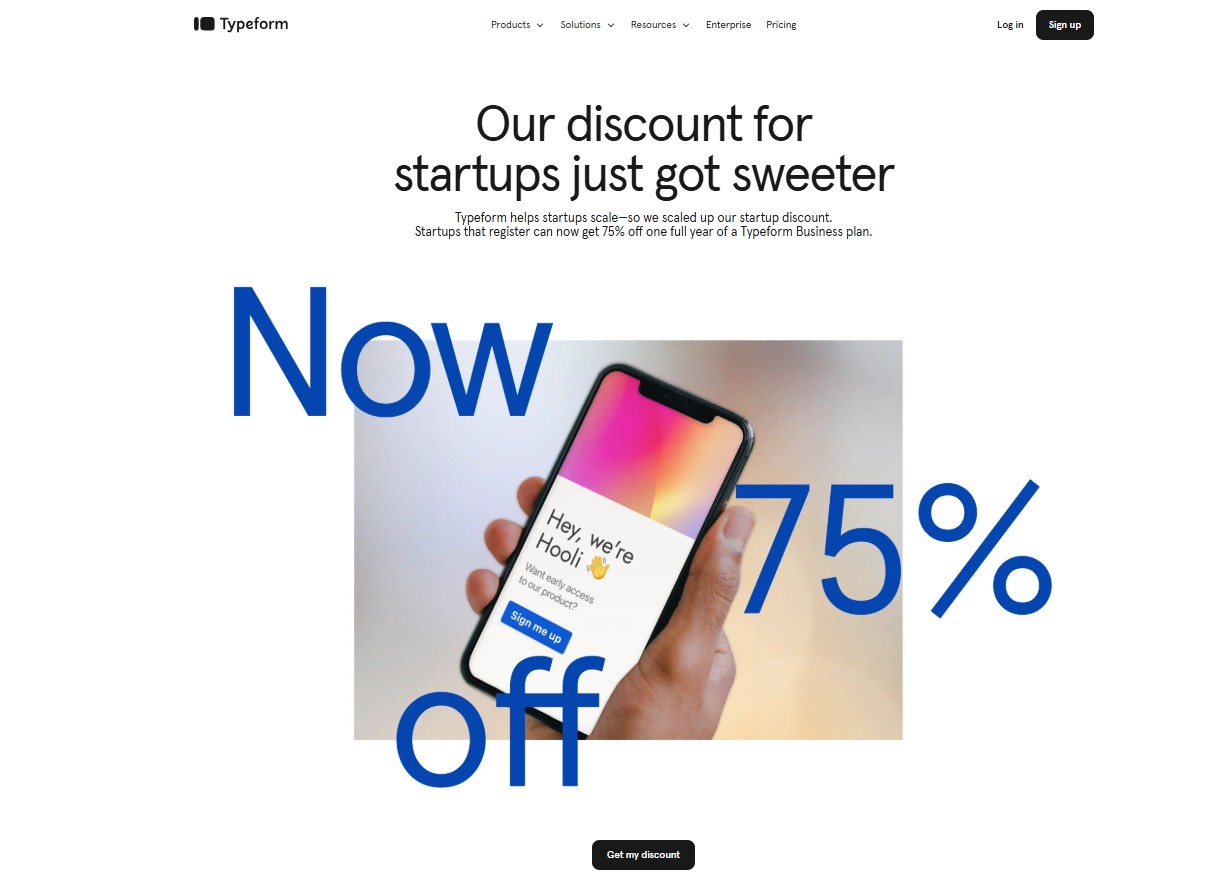 Typeform
Products
Solutions
Resources
Enterprise
Pricing
Log in
Sign up
Our discount for
startups just got sweeter
Typeform helps startups scale—so we scaled up our startup discount.
Startups that register can now get 75% off one full year of a Typeform Business plan.
Now
75%
off
Hey, we're
Hooli 👋
Want early access
to our product?
Sign me up
Get my discount